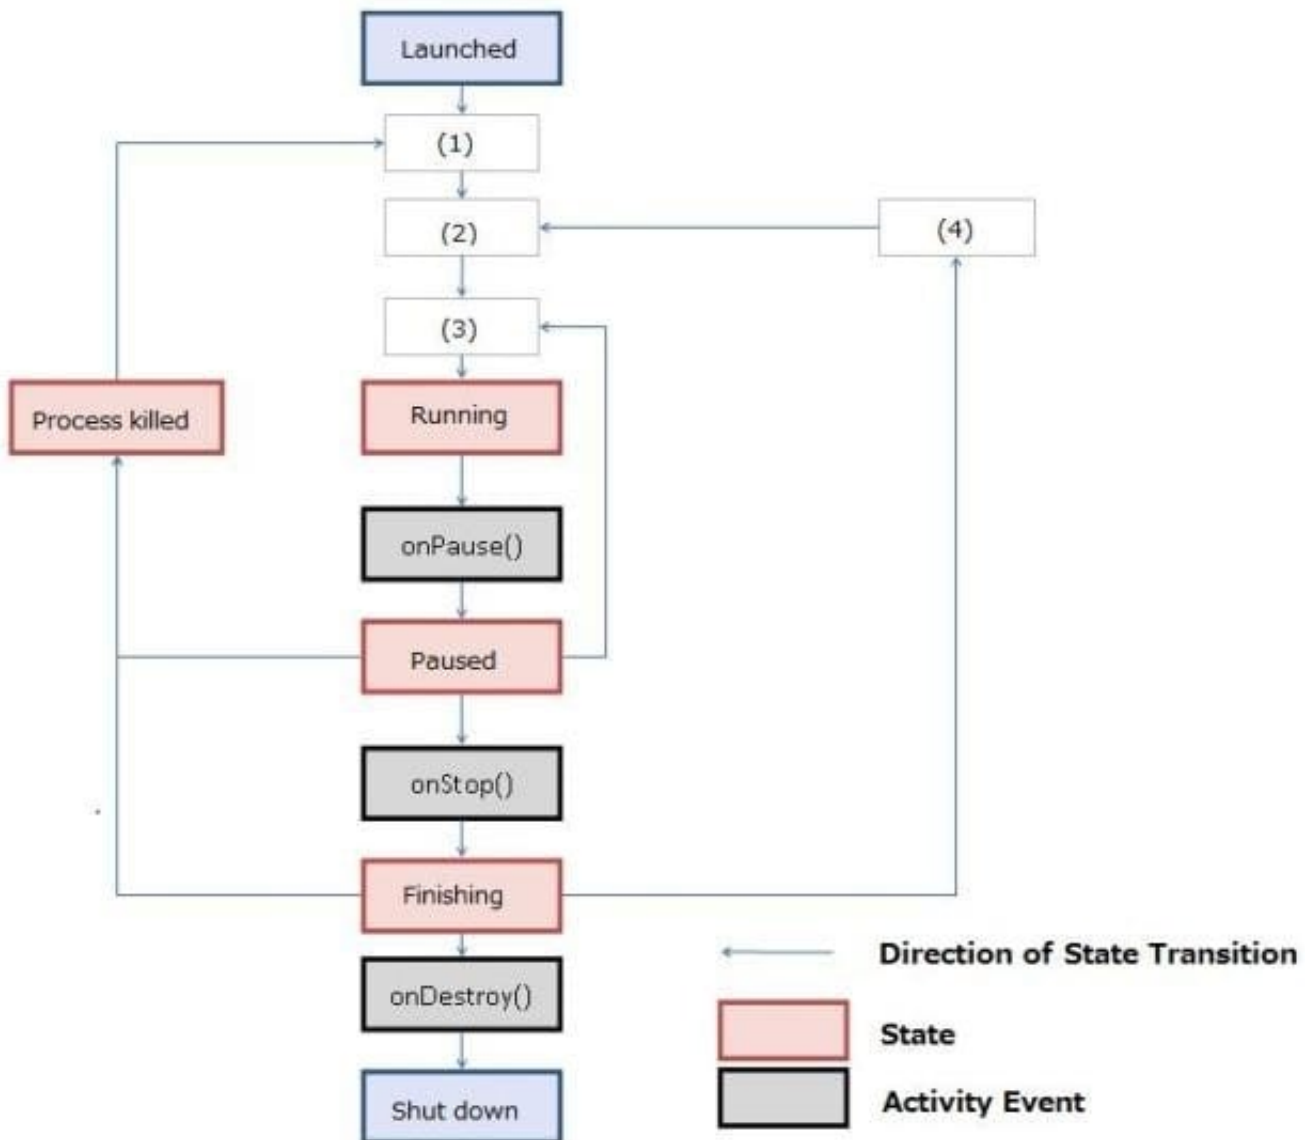 Launched
(1)
(2)
(4)
(3)
Process killed
Running
onPause()
Paused
onStop()
Finishing
Direction of State Transition
onDestroy()
State
Shut down
Activity Event